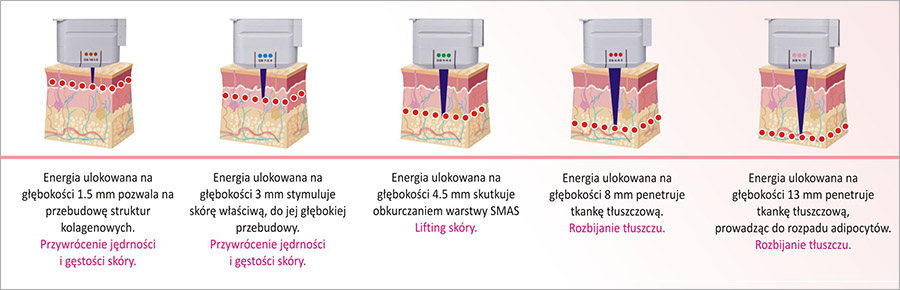 Energia ulokowana na
głębokości 1.5 mm pozwala na
przebudowę struktur
kolagenowych.
Przywrócenie jędrności
i gęstości skóry.
Energia ulokowana na
głębokości 3 mm stymuluje
skórę właściwą, do jej głębokiej
przebudowy.
Przywrócenie jędrności
i gęstości skóry.
Energia ulokowana na
głębokości 4.5 mm skutkuje
obkurczaniem warstwy SMAS
Lifting skóry.
Energia ulokowana na
głębokości 8 mm penetruje
tkankę tłuszczową.
Rozbijanie tłuszczu.
Energia ulokowana na
głębokości 13 mm penetruje
tkankę tłuszczową,
prowadząc do rozpadu adipocytów.
Rozbijanie tłuszczu.